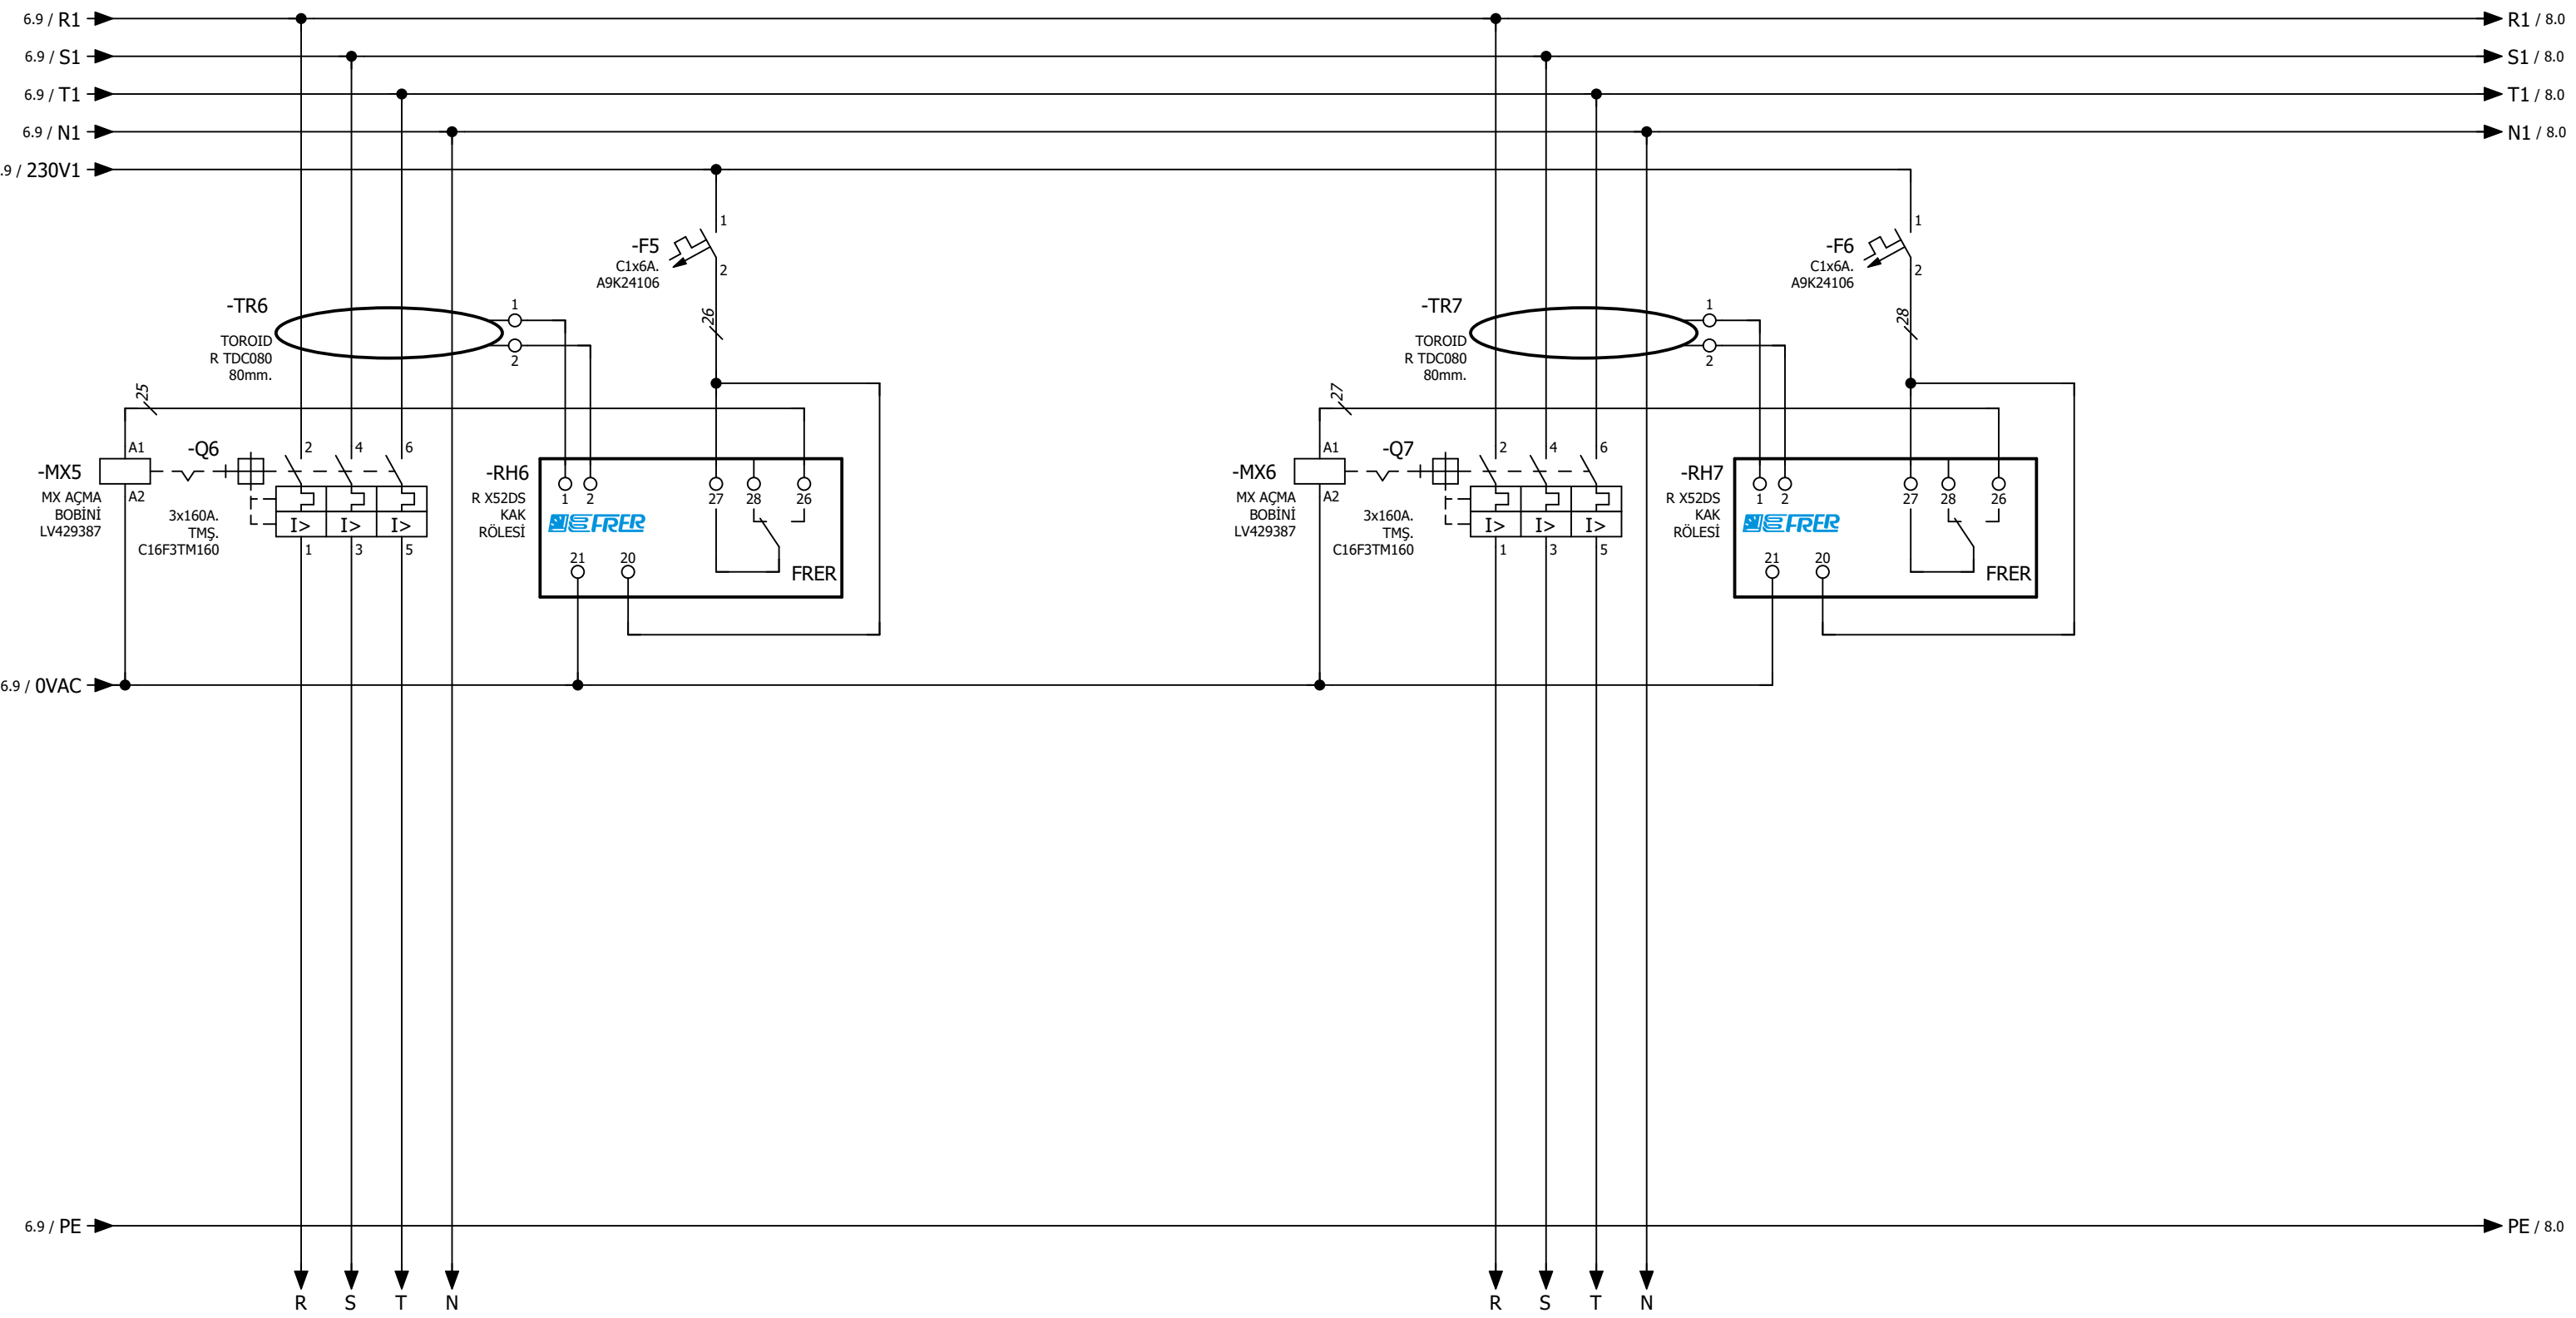 6.9 / R1
R1 / 8.0
6.9 / S1
S1 / 8.0
6.9 / T1
T1 / 8.0
6.9 / N1
N1 / 8.0
.9 / 230V1
1
-F5
C1x6A.
A9K24106
2
26
-TR6
TOROID
R TDC080
80mm.
1
2
25
-MX5
MX AÇMA
BOBİNİ
LV429387
A1
A2
-Q6
3x160A.
TMŞ.
C16F3TM160
2 4 6
I> I> I>
1 3 5
-RH6
R X52DS
KAK
RÖLESİ
1 2 27 28 26
FRER
21 20
FRER
1
-F6
C1x6A.
A9K24106
2
28
-TR7
TOROID
R TDC080
80mm.
1
2
27
-MX6
MX AÇMA
BOBİNİ
LV429387
A1
A2
-Q7
3x160A.
TMŞ.
C16F3TM160
2 4 6
I> I> I>
1 3 5
-RH7
R X52DS
KAK
RÖLESİ
1 2 27 28 26
FRER
21 20
FRER
6.9 / 0VAC
6.9 / PE
PE / 8.0
R S T N
R S T N